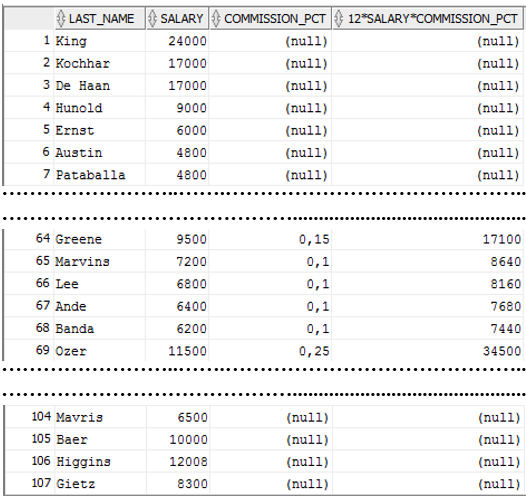 LAST_NAME SALARY COMMISSION_PCT 12*SALARY*COMMISSION_PCT
1 King 24000 (null) (null)
2 Kochhar 17000 (null) (null)
3 De Haan 17000 (null) (null)
4 Hunold 9000 (null) (null)
5 Ernst 6000 (null) (null)
6 Austin 4800 (null) (null)
7 Pataballa 4800 (null) (null)
64 Greene 9500 0,15 17100
65 Marvins 7200 0,1 8640
66 Lee 6800 0,1 8160
67 Ande 6400 0,1 7680
68 Banda 6200 0,1 7440
69 Ozer 11500 0,25 34500
104 Mavris 6500 (null) (null)
105 Baer 10000 (null) (null)
106 Higgins 12008 (null) (null)
107 Gietz 8300 (null) (null)